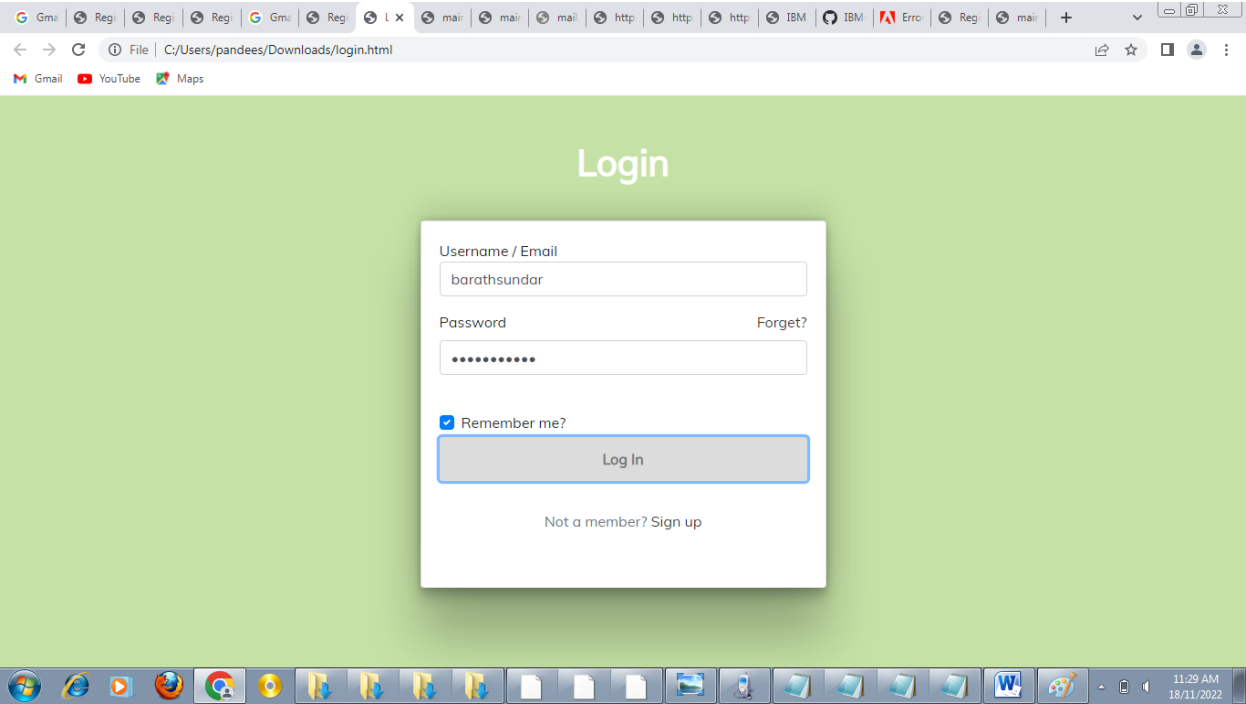 Gma Regi Regi Regi Gma Reg L mair mair mail http http http IBM IBM- Erro Reg mair
File C:/Users/pandees/Downloads/login.html
Gmail YouTube Maps
Login
Username / Email
barathsundar
Password Forget?
Remember me?
Log In
Not a member? Sign up
11:29 AM
18/11/2022